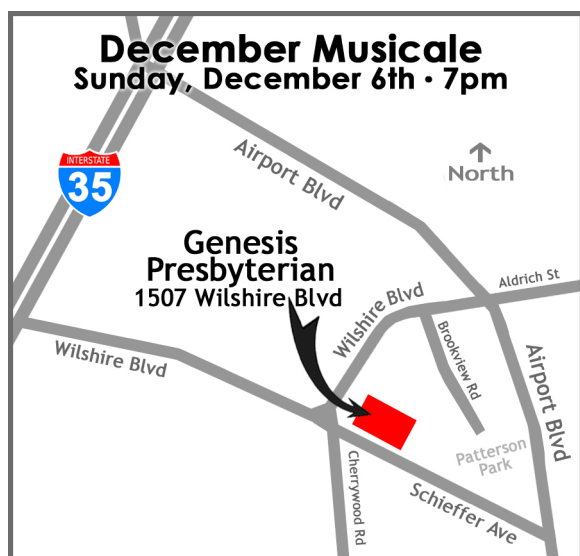 December Musicale
Sunday, December 6th · 7pm
INTERSTATE
35
Airport Blvd
North
Genesis
Presbyterian
1507 Wilshire Blvd
Aldrich St
Wilshire Blvd
Brookview Rd
Wilshire Blvd
Airport Blvd
Patterson
Park
Cherrywood Rd
Schieffer Ave